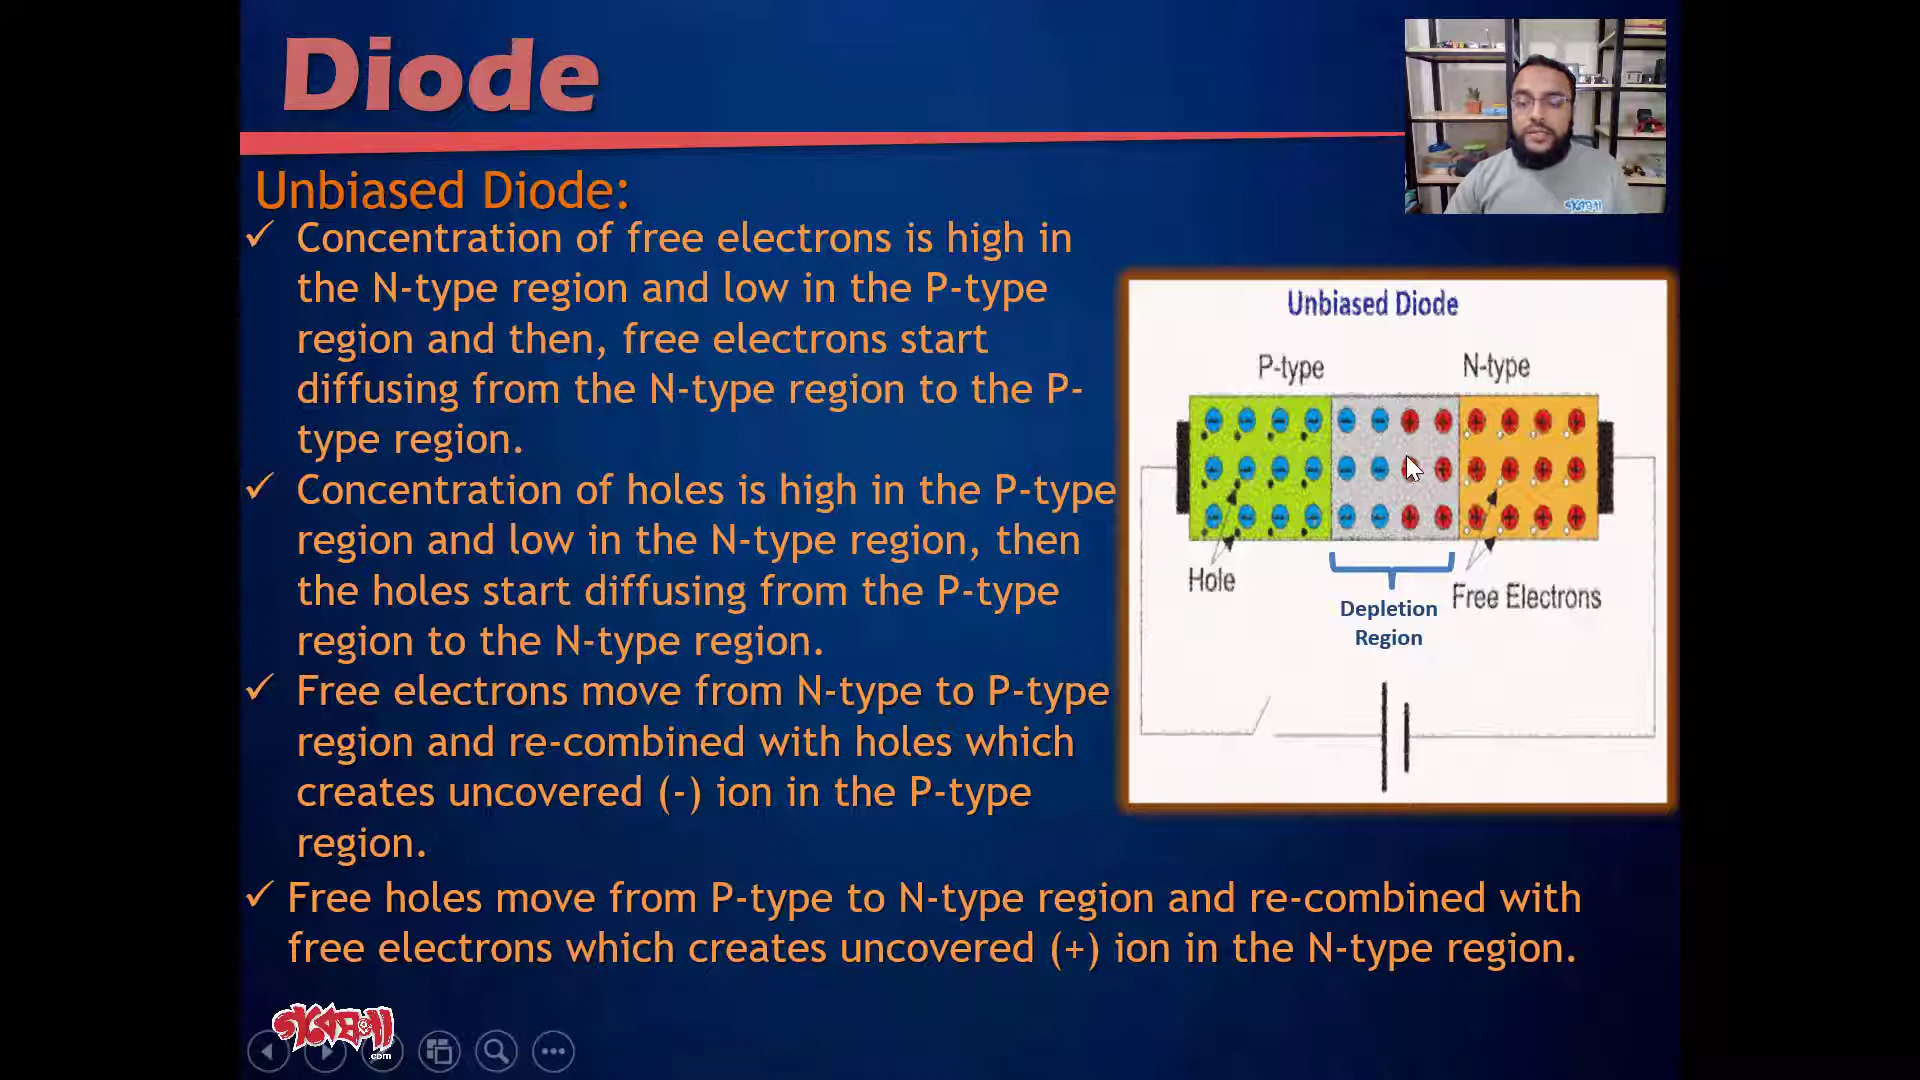 Diode
Unbiased Diode:
✓ Concentration of free electrons is high in
the N-type region and low in the P-type
region and then, free electrons start
diffusing from the N-type region to the P-
type region.
✓ Concentration of holes is high in the P-type
region and low in the N-type region, then
the holes start diffusing from the P-type
region to the N-type region.
✓ Free electrons move from N-type to P-type
region and re-combined with holes which
creates uncovered (-) ion in the P-type
region.
✓ Free holes move from P-type to N-type region and re-combined with
free electrons which creates uncovered (+) ion in the N-type region.
Unbiased Diode
P-type N-type
Hole
Depletion
Region
Free Electrons
গবেষণা
.com
গবেষণা